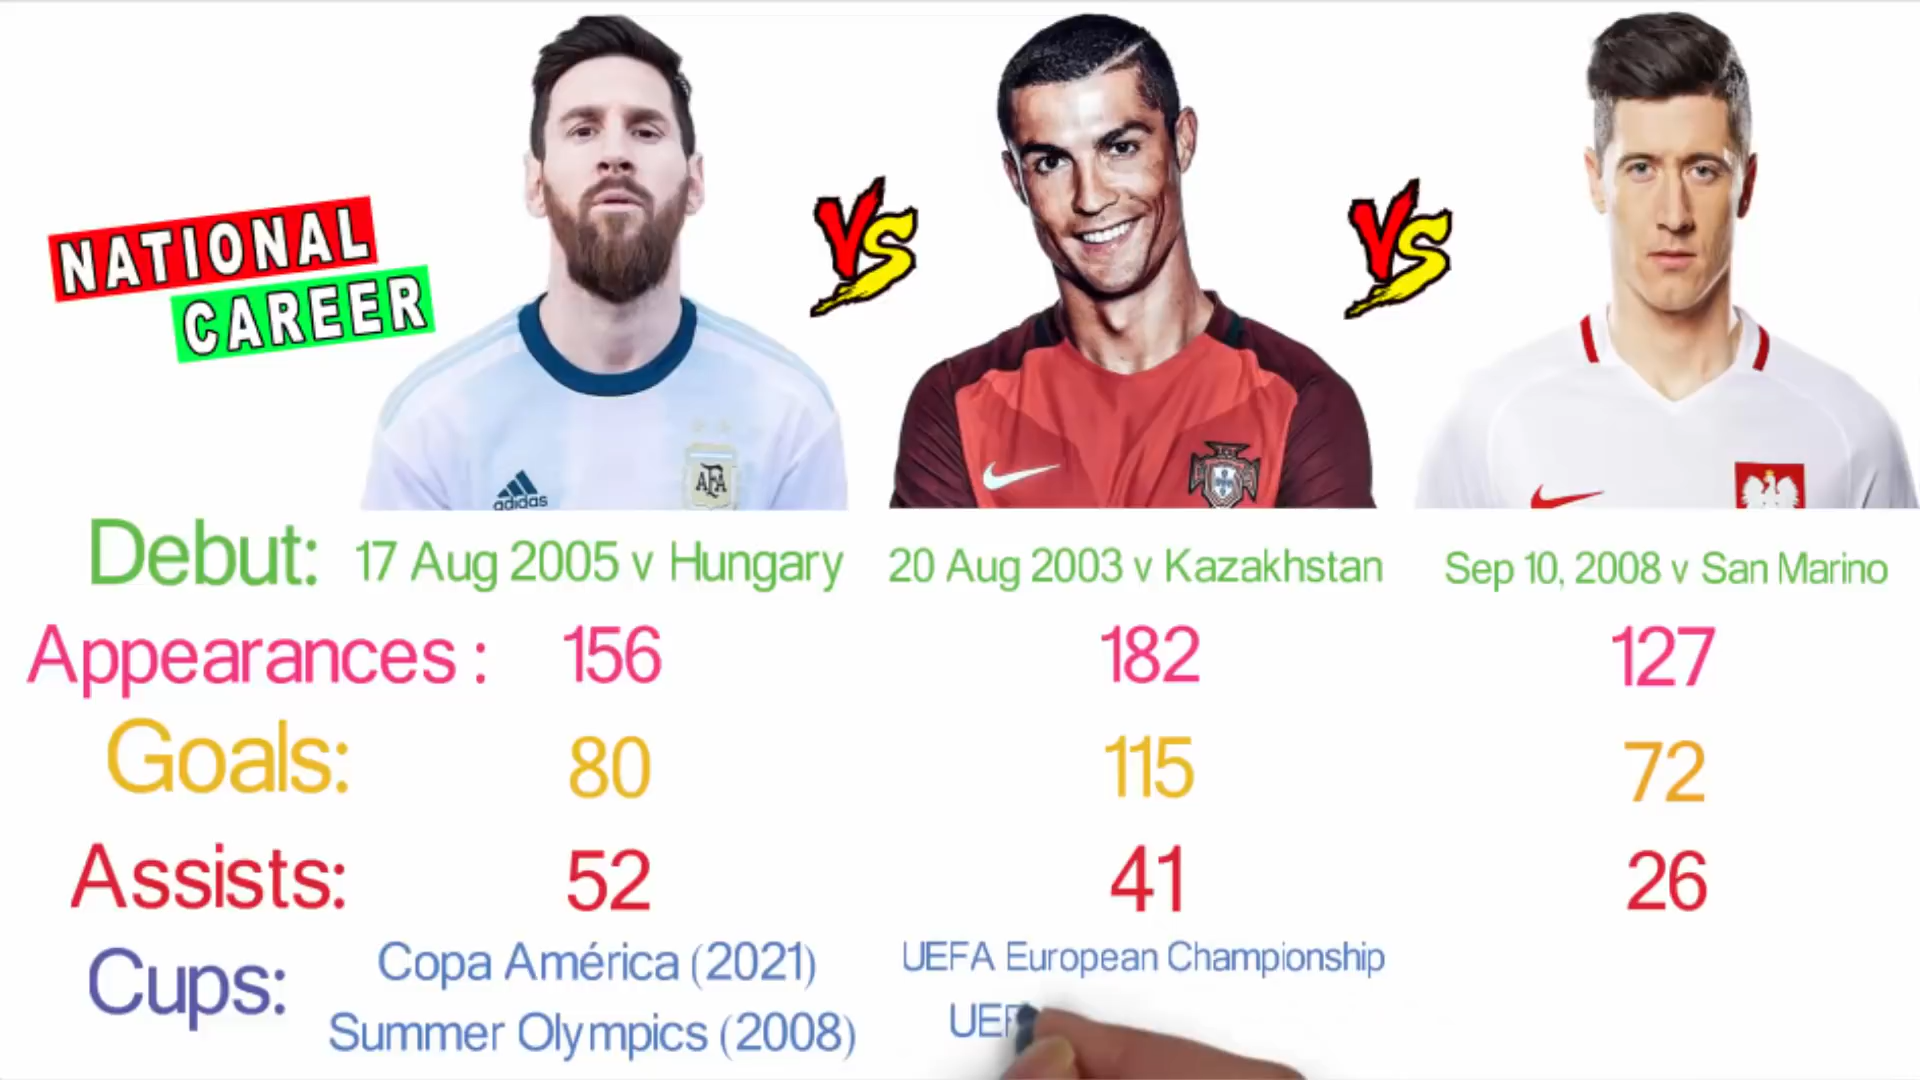 NATIONAL
CAREER
VS
VS
adidas
AFA
Debut: 17 Aug 2005 v Hungary 20 Aug 2003 v Kazakhstan Sep 10, 2008 v San Marino
Appearances : 156 182 127
Goals: 80 115 72
Assists: 52 41 26
Cups: Copa América (2021) UEFA European Championship
Summer Olympics (2008) UEF